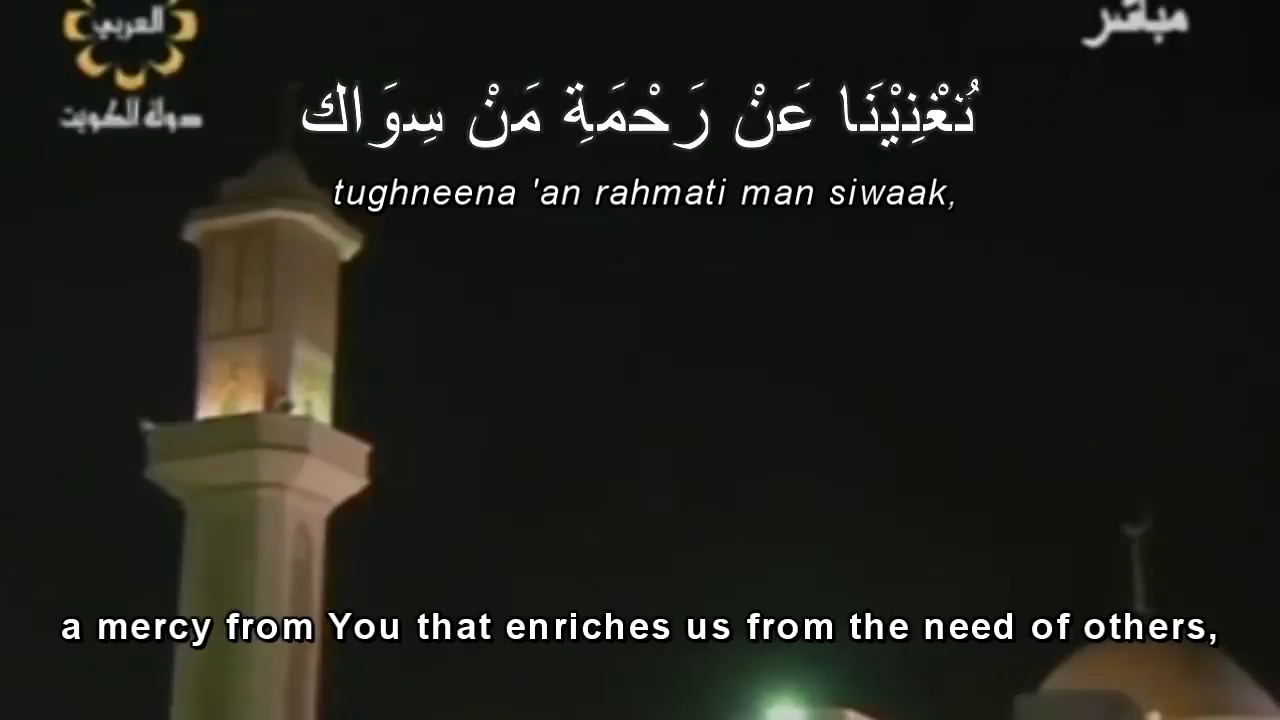 العربي
دولة الكويت
مباشر
تُغْنِيْنَا عَنْ رَحْمَةِ مَنْ سِوَاك
tughneena 'an rahmati man siwaak,
a mercy from You that enriches us from the need of others,